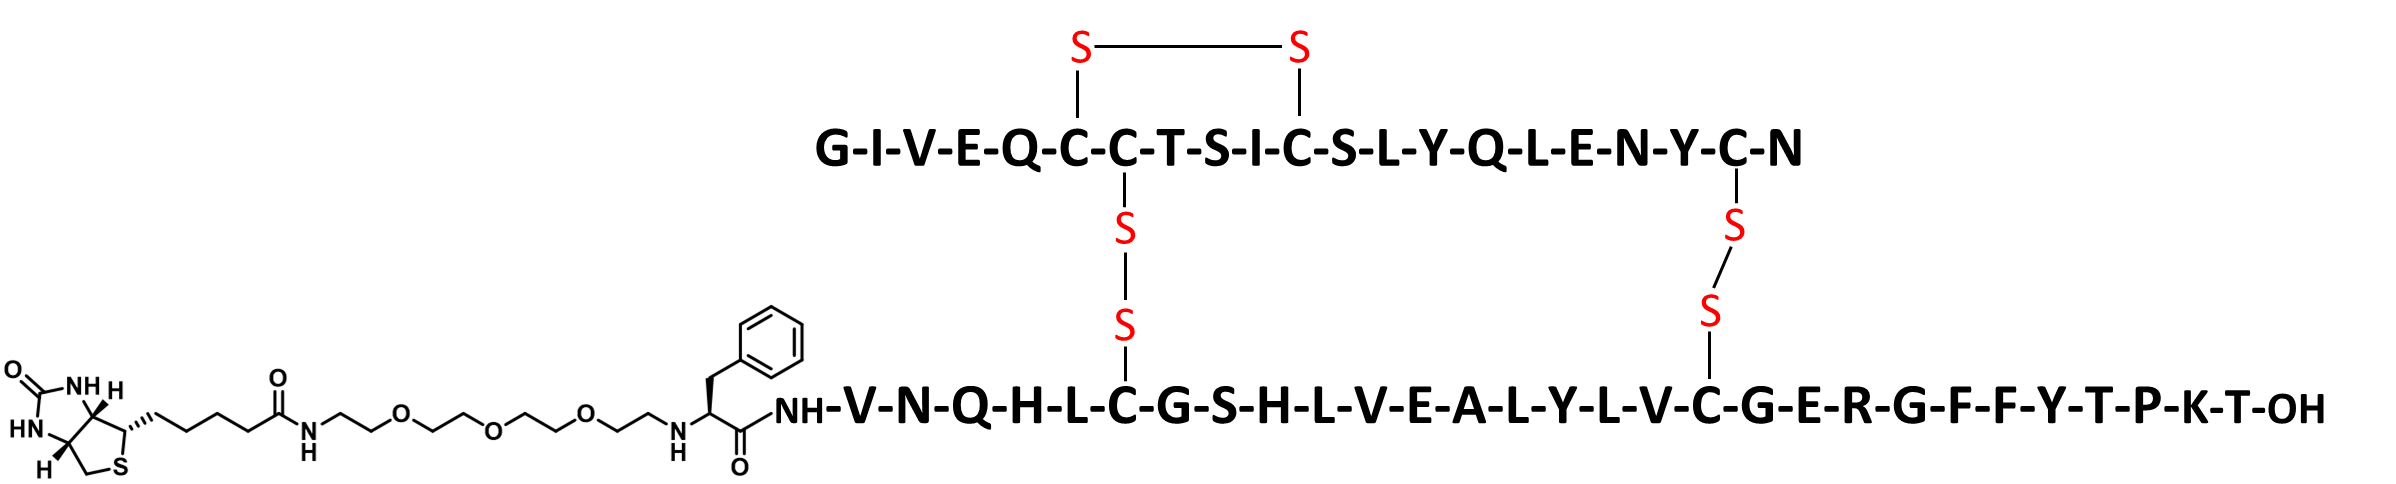 S S
G-I-V-E-Q-C-C-T-S-I-C-S-L-Y-Q-L-E-N-Y-C-N
S S
S S
O NH H O
HN N H O O O N H O NH-V-N-Q-H-L-C-G-S-H-L-V-E-A-L-Y-L-V-C-G-E-R-G-F-F-Y-T-P-K-T-OH
H S